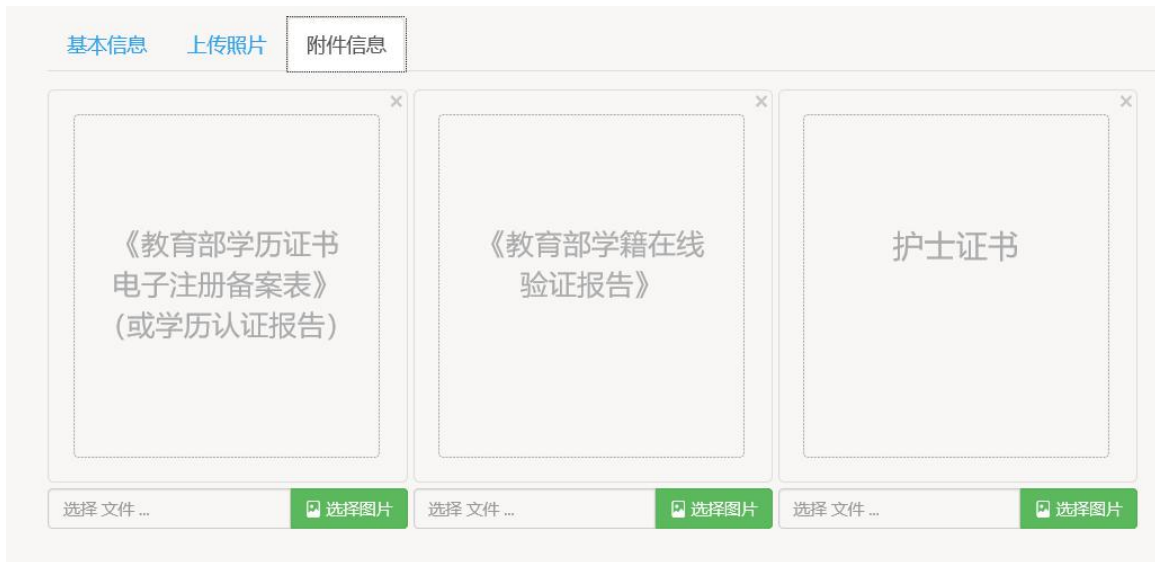 基本信息 上传照片 附件信息
×
《教育部学历证书
电子注册备案表》
（或学历认证报告）
选择 文件 ...
选择图片
×
《教育部学籍在线
验证报告》
选择 文件 ...
选择图片
×
护士证书
选择 文件 ...
选择图片